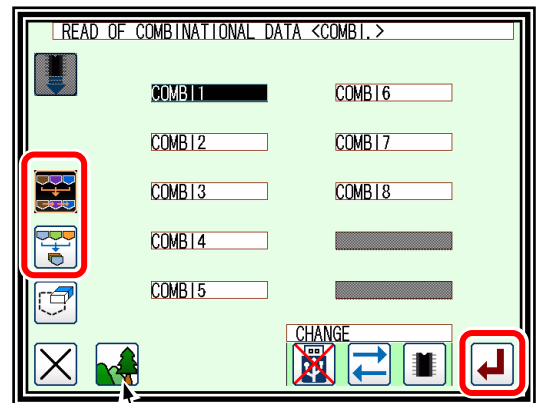 READ OF COMBINATIONAL DATA <COMBI.>
COMBI1
COMBI2
COMBI3
COMBI4
COMBI5
COMBI6
COMBI7
COMBI8
CHANGE